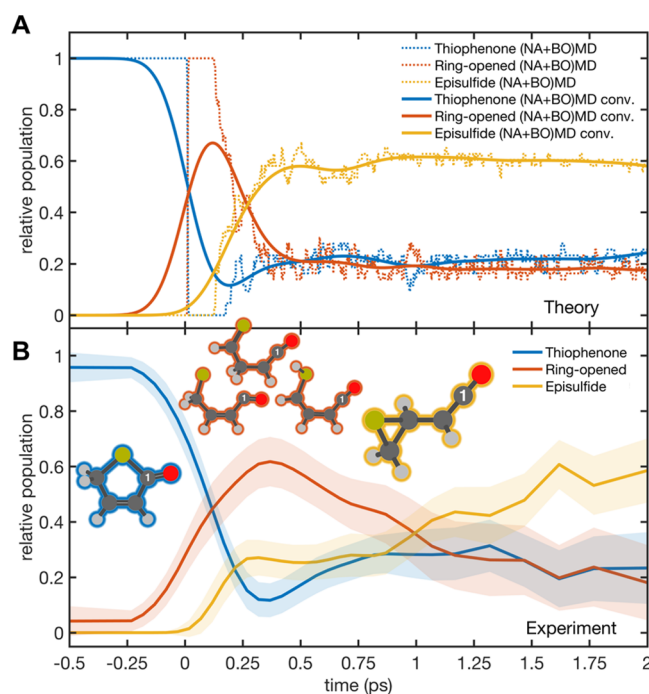 A
Thiophenone (NA+BO)MD
Ring-opened (NA+BO)MD
Episulfide (NA+BO)MD
Thiophenone (NA+BO)MD conv.
Ring-opened (NA+BO)MD conv.
Episulfide (NA+BO)MD conv.
1
0.8
0.6
0.4
0.2
0
relative population
Theory
B
Thiophenone
Ring-opened
Episulfide
1
1
1
1
1
1
0.8
0.6
0.4
0.2
0
relative population
Experiment
-0.5 -0.25 0 0.25 0.5 0.75 1 1.25 1.5 1.75 2
time (ps)